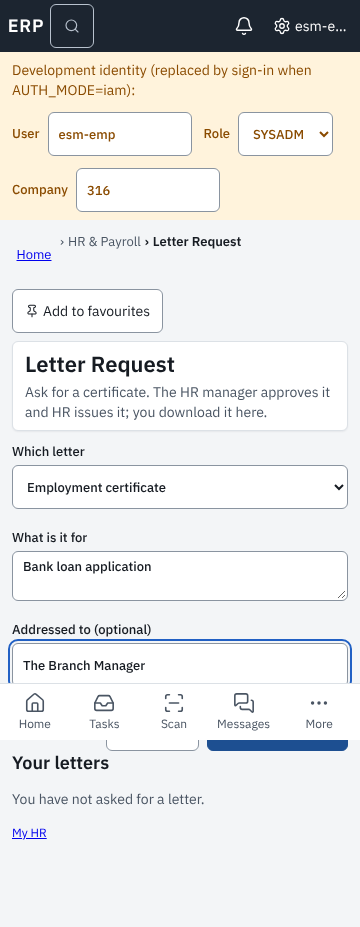 ERP
esm-e...
Development identity (replaced by sign-in when
AUTH_MODE=iam):
User
esm-emp
Role
SYSADM
Company
316
Home
› HR & Payroll › Letter Request
Add to favourites
Letter Request
Ask for a certificate. The HR manager approves it
and HR issues it; you download it here.
Which letter
Employment certificate
What is it for
Bank loan application
Addressed to (optional)
The Branch Manager
Home
Tasks
Scan
Messages
More
Your letters
You have not asked for a letter.
My HR